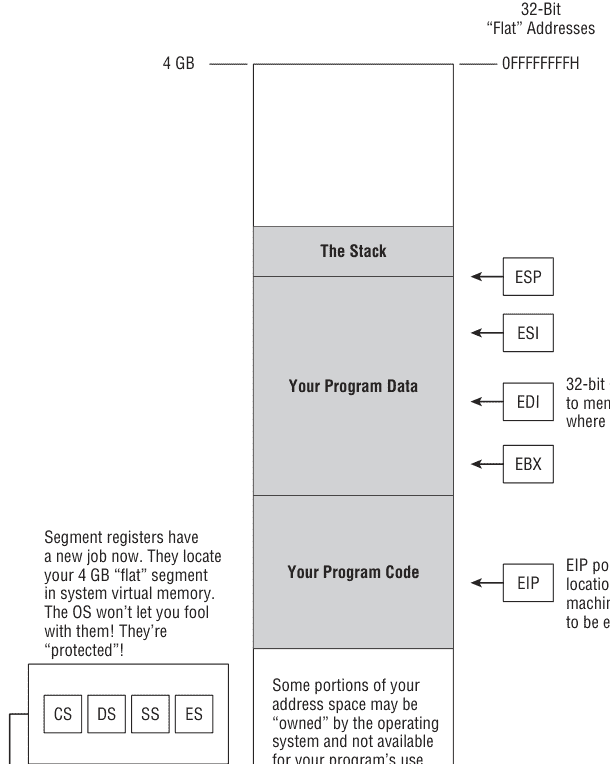 32-Bit
“Flat” Addresses
4 GB
0FFFFFFFFH
The Stack
ESP
ESI
Your Program Data
32-bit
EDI
to
where
EBX
Segment registers have
a new job now. They locate
your 4 GB “flat” segment
in system virtual memory.
The OS won’t let you fool
with them! They’re
“protected”!
Your Program Code
EIP
EIP
to be
CS
DS
SS
ES
Some portions of your
address space may be
“owned” by the operating
system and not available
for your program’s use